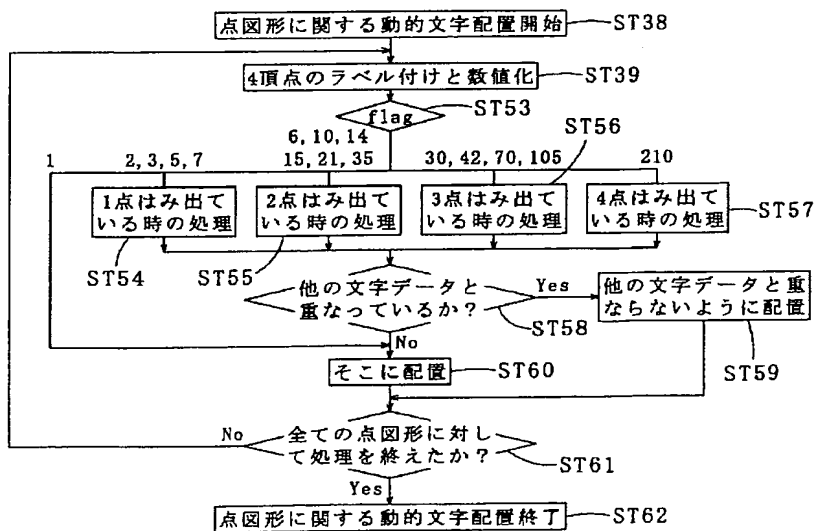 点図形に関する動的文字配置開始 ST38
4頂点のラベル付けと数値化 ST39
flag ST53
6,10,14
1 2,3,5,7 15,21,35 30,42,70,105 210
ST56
1点はみ出て
いる時の処理
2点はみ出て
いる時の処理
3点はみ出て
いる時の処理
4点はみ出て
いる時の処理
ST57
ST54 ST55
他の文字データと
重なっているか?
Yes
ST58
他の文字データと重
ならないように配置
ST59
No
そこに配置 ST60
No
全ての点図形に対し
て処理を終えたか?
ST61
Yes
点図形に関する動的文字配置終了 ST62